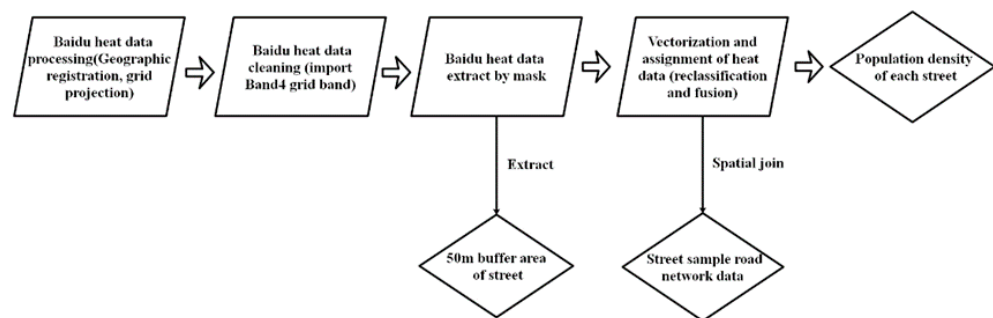 Baidu heat data
processing(Geographic
registration, grid
projection)
Baidu heat data
cleaning (import
Band4 grid band)
Baidu heat data
extract by mask
Vectorization and
assignment of heat
data (reclassification
and fusion)
Population density
of each street
Extract
Spatial join
50m buffer area
of street
Street sample road
network data